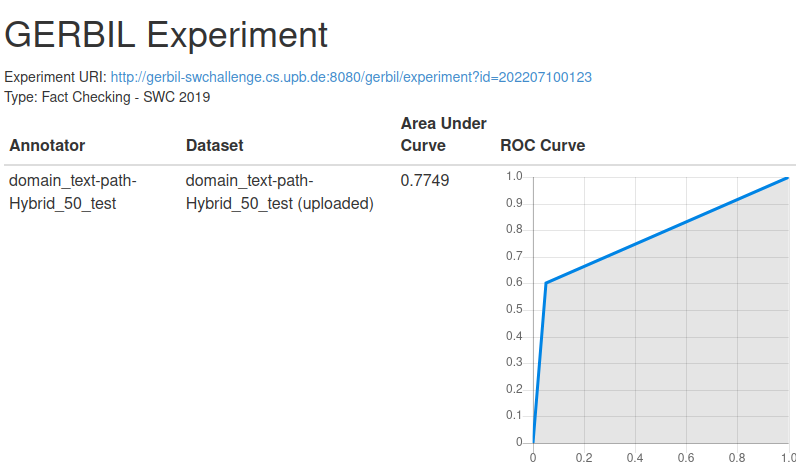 GERBIL Experiment
Experiment URI: http://gerbil-swchallenge.cs.upb.de:8080/gerbil/experiment?id=202207100123
Type: Fact Checking - SWC 2019
Annotator Dataset Area Under Curve ROC Curve
domain_text-path-
Hybrid_50_test
domain_text-path-
Hybrid_50_test (uploaded)
0.7749
1.0
0.9
0.8
0.7
0.6
0.5
0.4
0.3
0.2
0.1
0
0 0.2 0.4 0.6 0.8 1.0